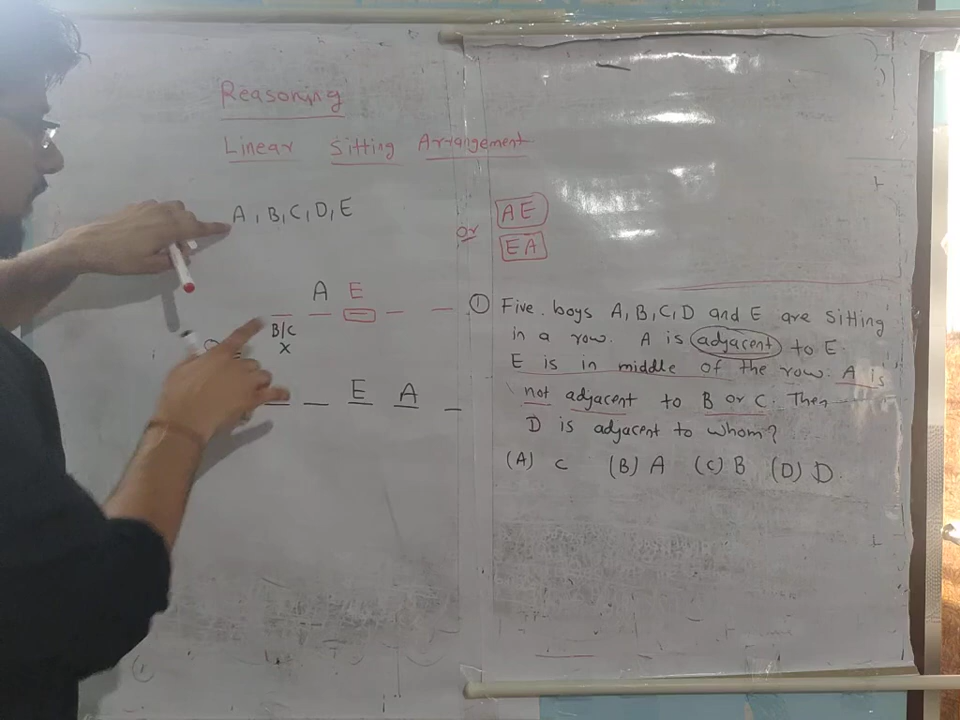 Reasoning
Linear Sitting Arrangement
A, B, C, D, E
A E
B/C
X
E A
AE
or
EA
① Five boys A, B, C, D and E are sitting
in a row. A is adjacent to E.
E is in middle of the row. A is
not adjacent to B or C. Then
D is adjacent to whom?
(A) C (B) A (C) B (D) D.